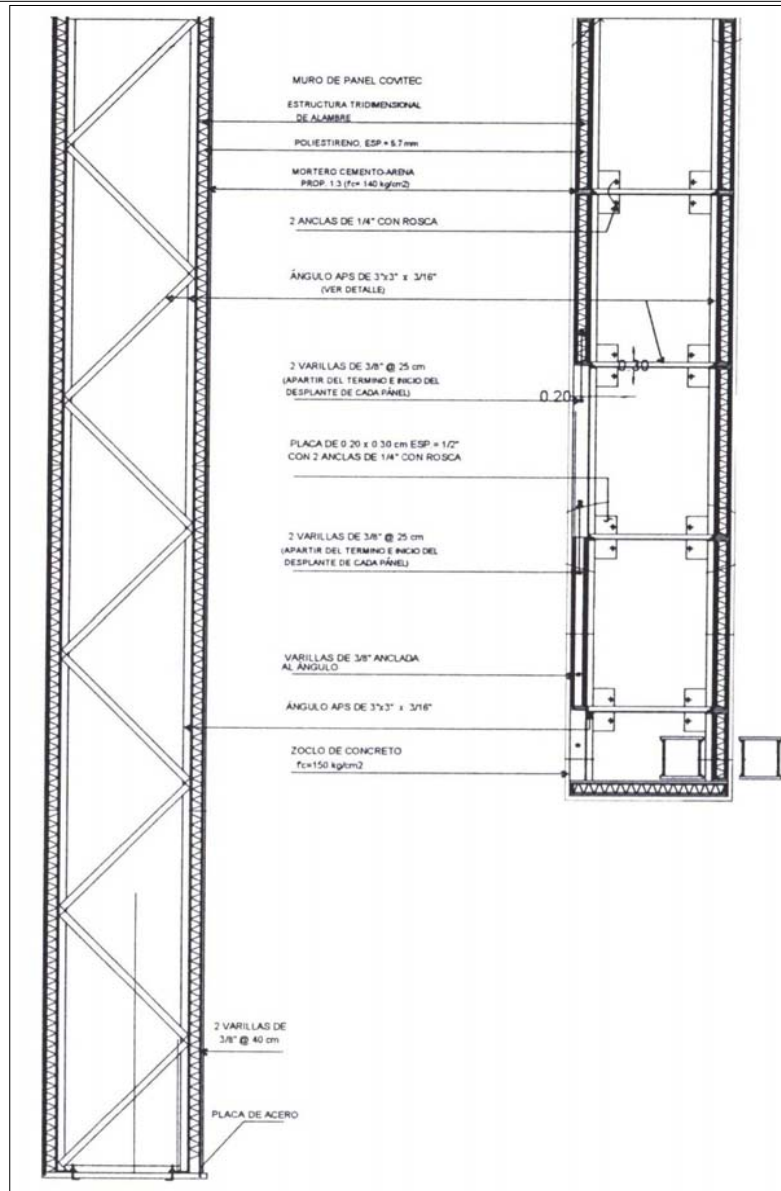 MURO DE PANEL COVITEC
ESTRUCTURA TRIDIMENSIONAL
DE ALAMBRE
POLIESTIRENO, ESP = 5.7 mm
MORTERO CEMENTO-ARENA
PROP. 1:3 (f'c= 140 kg/cm2)
2 ANCLAS DE 1/4" CON ROSCA
ÁNGULO APS DE 3"x3" x 3/16"
(VER DETALLE)
2 VARILLAS DE 3/8" @ 25 cm
(APARTIR DEL TERMINO E INICIO DEL
DESPLANTE DE CADA PÁNEL)
0.30
0.20
PLACA DE 0.20 x 0.30 cm ESP. = 1/2"
CON 2 ANCLAS DE 1/4" CON ROSCA
2 VARILLAS DE 3/8" @ 25 cm
(APARTIR DEL TERMINO E INICIO DEL
DESPLANTE DE CADA PÁNEL)
VARILLAS DE 3/8" ANCLADA
AL ÁNGULO
ÁNGULO APS DE 3"x3" x 3/16"
ZOCLO DE CONCRETO
f'c=150 kg/cm2
2 VARILLAS DE
3/8" @ 40 cm
PLACA DE ACERO